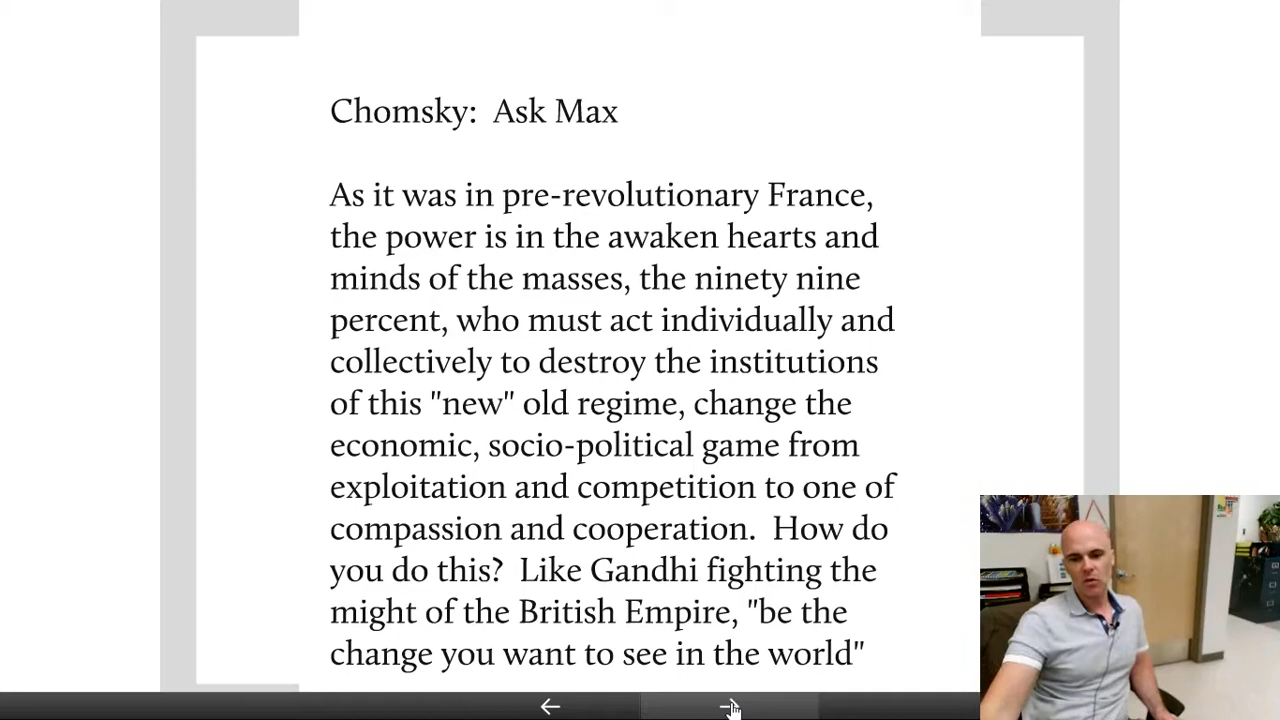 Chomsky: Ask Max
As it was in pre-revolutionary France,
the power is in the awaken hearts and
minds of the masses, the ninety nine
percent, who must act individually and
collectively to destroy the institutions
of this "new" old regime, change the
economic, socio-political game from
exploitation and competition to one of
compassion and cooperation. How do
you do this? Like Gandhi fighting the
might of the British Empire, "be the
change you want to see in the world"